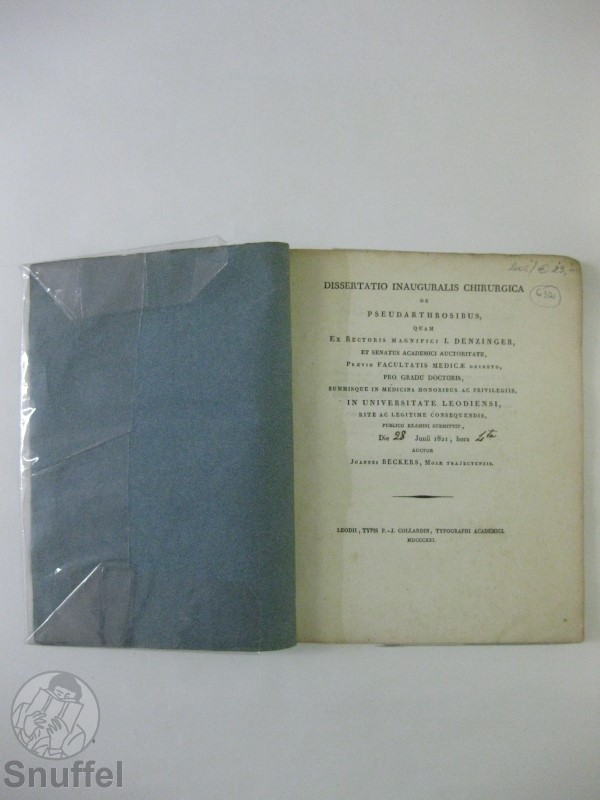 € 23,-
632
DISSERTATIO INAUGURALIS CHIRURGICA
DE
PSEUDARTHROSIBUS,
QUAM
EX RECTORIS MAGNIFICI I. DENZINGER,
ET SENATUS ACADEMICI AUCTORITATE,
PRÆVIO FACULTATIS MEDICÆ DECRETO,
PRO GRADU DOCTORIS,
SUMMISQUE IN MEDICINA HONORIBUS AC PRIVILEGIIS,
IN UNIVERSITATE LEODIENSI,
RITE AC LEGITIME CONSEQUENDIS,
PUBLICO EXAMINI SUBMITTIT,
Die 28 Junii 1821, hora 4ta
AUCTOR
JOANNES BECKERS, MOSÆ TRAJECTENSIS.
LEODII, TYPIS P.-J. COLLARDIN, TYPOGRAPHI ACADEMICI.
MDCCCXXI.
Snuffel